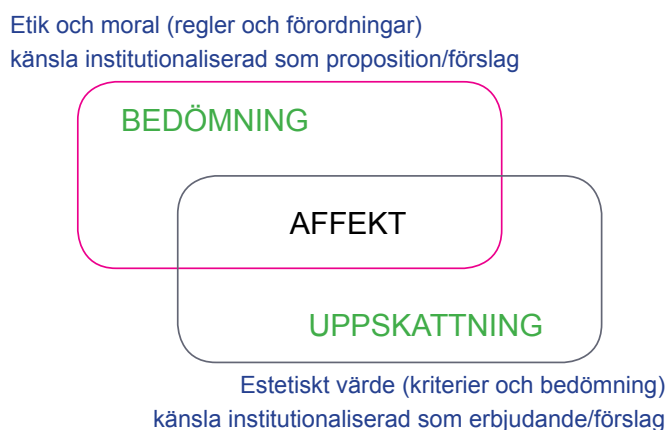 Etik och moral (regler och förordningar)
känsla institutionaliserad som proposition/förslag
BEDÖMNING
AFFEKT
UPPSKATTNING
Estetiskt värde (kriterier och bedömning)
känsla institutionaliserad som erbjudande/förslag